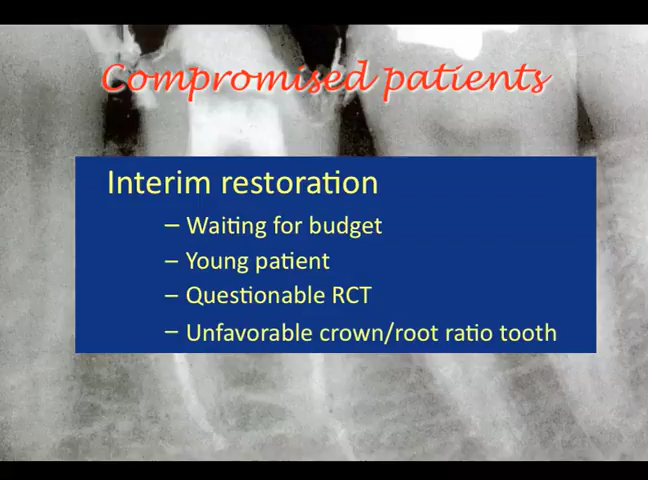 Compromised patients
Interim restoration
– Waiting for budget
– Young patient
– Questionable RCT
– Unfavorable crown/root ratio tooth